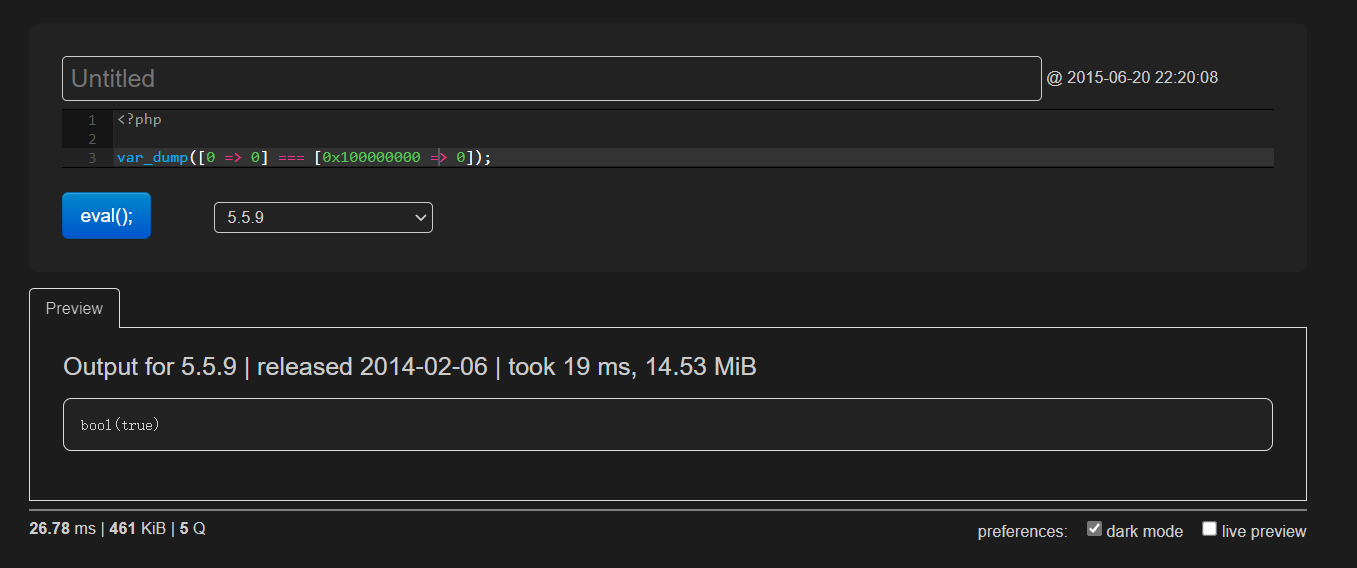 Untitled
@ 2015-06-20 22:20:08
1 <?php
2
3 var_dump([0 => 0] === [0x100000000 => 0]);
eval();
5.5.9
Preview
Output for 5.5.9 | released 2014-02-06 | took 19 ms, 14.53 MiB
bool(true)
26.78 ms | 461 KiB | 5 Q
preferences: dark mode live preview